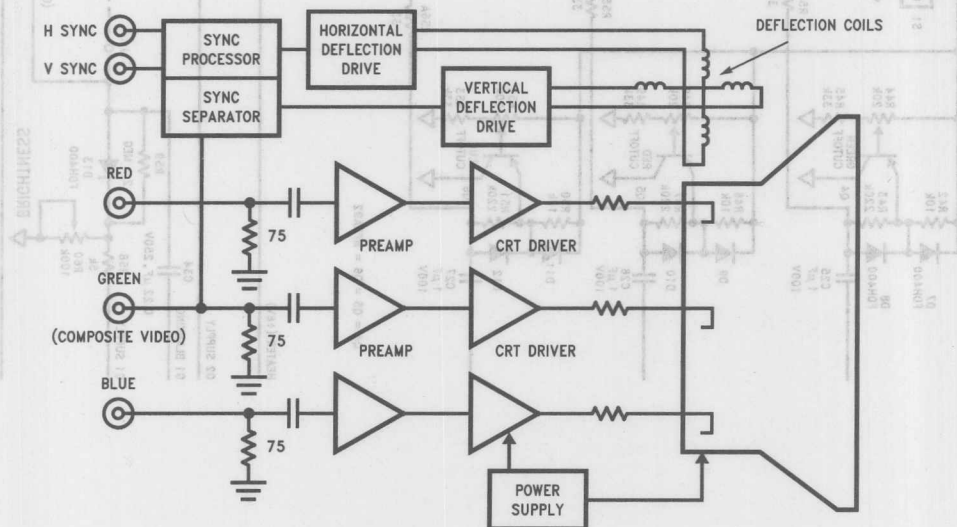 H SYNC
V SYNC
SYNC
PROCESSOR
SYNC
SEPARATOR
HORIZONTAL
DEFLECTION
DRIVE
VERTICAL
DEFLECTION
DRIVE
DEFLECTION COILS
RED
75
PREAMP
CRT DRIVER
GREEN
(COMPOSITE VIDEO)
75
PREAMP
CRT DRIVER
BLUE
75
POWER
SUPPLY